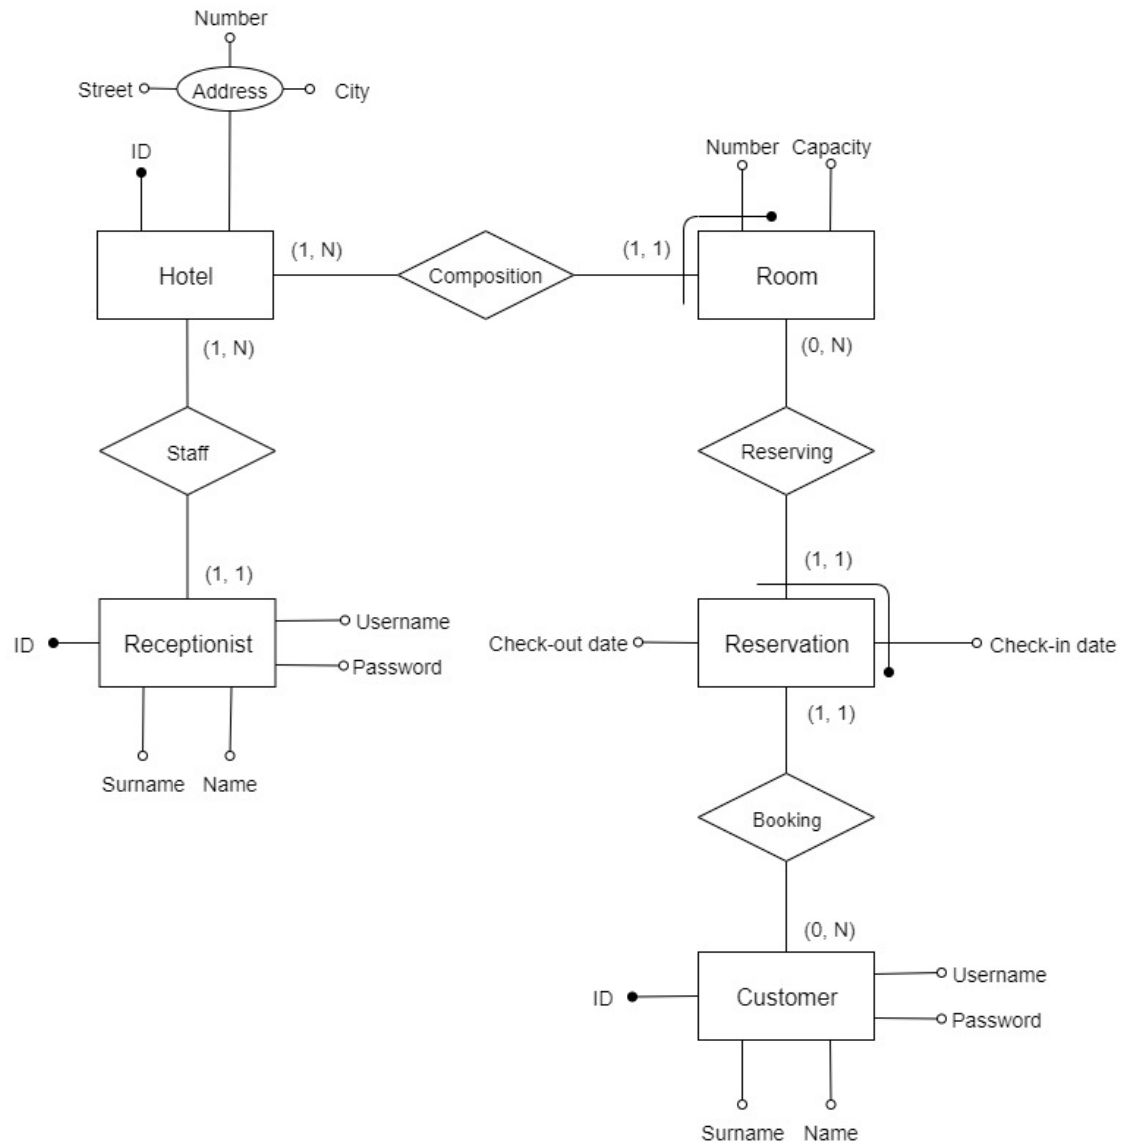 Number
Street Address City
ID
Number Capacity
(1, N) (1, 1)
Hotel Composition Room
(1, N) (0, N)
Staff Reserving
(1, 1) (1, 1)
Username
ID Receptionist Check-out date Reservation Check-in date
Password
(1, 1)
Surname Name
Booking
(0, N)
Username
ID Customer
Password
Surname Name